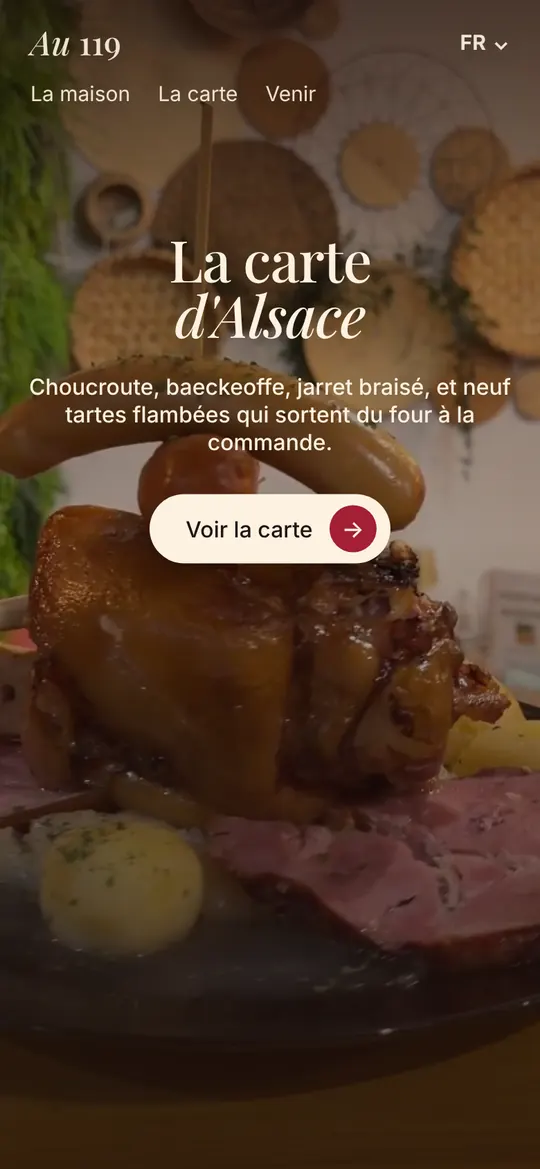 Au 119
FR
La maison
La carte
Venir
La carte
d'Alsace
Choucroute, baeckeoffe, jarret braisé, et neuf
tartes flambées qui sortent du four à la
commande.
Voir la carte